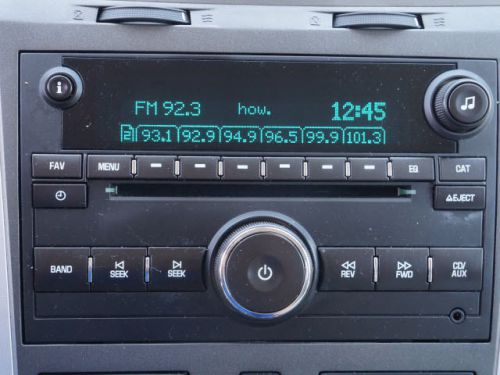 FM 92.3 how. 12:45
2 93.1 92.9 94.9 96.5 99.9 101.3
FAV MENU EQ CAT
EJECT
BAND SEEK SEEK REV FWD CD/AUX